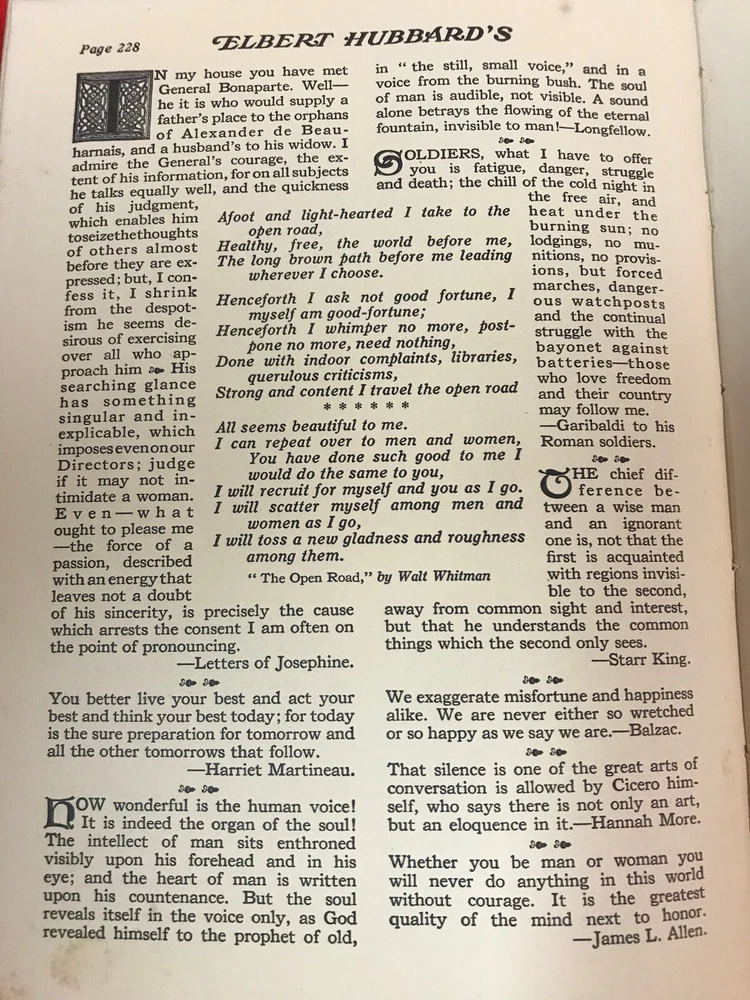 Page 228
ELBERT HUBBARD'S
IN my house you have met
General Bonaparte. Well—
he it is who would supply a
father's place to the orphans
of Alexander de Beau-
harnais, and a husband's to his widow. I
admire the General's courage, the ex-
tent of his information, for on all subjects
he talks equally well, and the quickness
of his judgment,
which enables him
toseizethethoughts
of others almost
before they are ex-
pressed; but, I con-
fess it, I shrink
from the despot-
ism he seems de-
sirous of exercising
over all who ap-
proach him His
searching glance
has something
singular and in-
explicable, which
imposesevenonour
Directors; judge
if it may not in-
timidate a woman.
Even—what
ought to please me
—the force of a
passion, described
with an energy that
leaves not a doubt
of his sincerity, is precisely the cause
which arrests the consent I am often on
the point of pronouncing.
—Letters of Josephine.
You better live your best and act your
best and think your best today; for today
is the sure preparation for tomorrow and
all the other tomorrows that follow.
—Harriet Martineau.
HOW wonderful is the human voice!
It is indeed the organ of the soul!
The intellect of man sits enthroned
visibly upon his forehead and in his
eye; and the heart of man is written
upon his countenance. But the soul
reveals itself in the voice only, as God
revealed himself to the prophet of old,
in “ the still, small voice,” and in a
voice from the burning bush. The soul
of man is audible, not visible. A sound
alone betrays the flowing of the eternal
fountain, invisible to man!—Longfellow.
SOLDIERS, what I have to offer
you is fatigue, danger, struggle
and death; the chill of the cold night in
the free air, and
heat under the
burning sun; no
lodgings, no mu-
nitions, no provis-
ions, but forced
marches, danger-
ous watchposts
and the continual
struggle with the
bayonet against
batteries—those
who love freedom
and their country
may follow me.
—Garibaldi to his
Roman soldiers.
THE chief dif-
ference be-
tween a wise man
and an ignorant
one is, not that the
first is acquainted
with regions invisi-
ble to the second,
away from common sight and interest,
but that he understands the common
things which the second only sees.
—Starr King.
We exaggerate misfortune and happiness
alike. We are never either so wretched
or so happy as we say we are.—Balzac.
That silence is one of the great arts of
conversation is allowed by Cicero him-
self, who says there is not only an art,
but an eloquence in it.—Hannah More.
Whether you be man or woman you
will never do anything in this world
without courage. It is the greatest
quality of the mind next to honor.
—James L. Allen.
Afoot and light-hearted I take to the
open road,
Healthy, free, the world before me,
The long brown path before me leading
wherever I choose.
Henceforth I ask not good fortune, I
myself am good-fortune;
Henceforth I whimper no more, post-
pone no more, need nothing,
Done with indoor complaints, libraries,
querulous criticisms,
Strong and content I travel the open road
* * * * * *
All seems beautiful to me.
I can repeat over to men and women,
You have done such good to me I
would do the same to you,
I will recruit for myself and you as I go.
I will scatter myself among men and
women as I go,
I will toss a new gladness and roughness
among them.
“ The Open Road,” by Walt Whitman